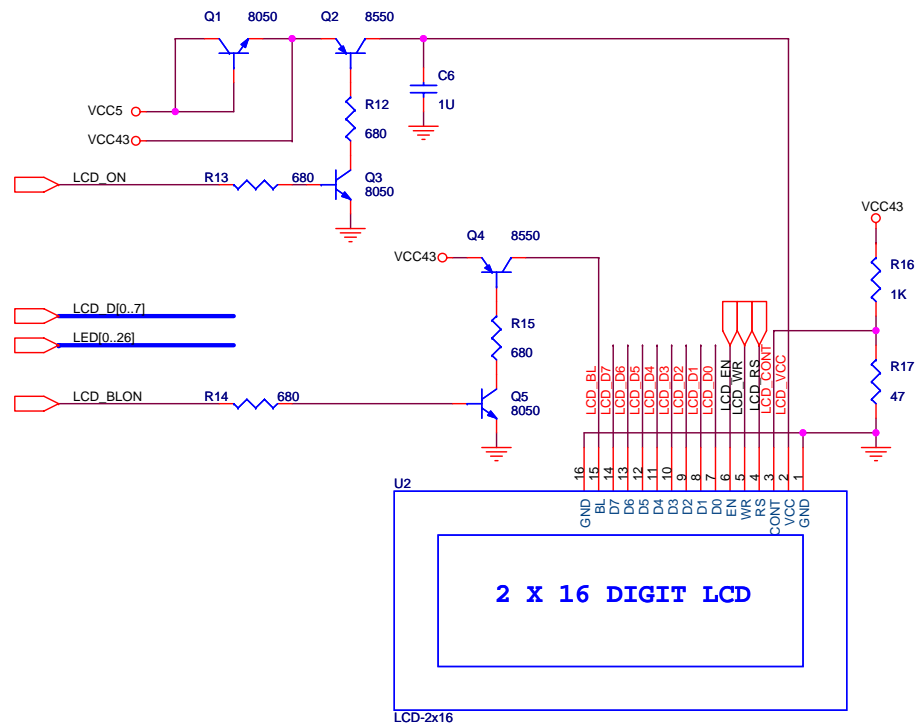 Q1 8050 Q2 8550
C6
1U
VCC5
R12
680
VCC43
LCD_ON
R13 680
Q3
8050
VCC43
Q4 8550
VCC43
R16
1K
LCD_D[0..7]
LED[0..26]
R15
680
R17
47
LCD_BLON
R14 680
Q5
8050
LCD_BL
LCD_D7
LCD_D6
LCD_D5
LCD_D4
LCD_D3
LCD_D2
LCD_D1
LCD_D0
LCD_EN
LCD_WR
LCD_RS
LCD_CONT
LCD_VCC
16 15 14 13 12 11 10 9 8 7 6 5 4 3 2 1
U2
GND BL D7 D6 D5 D4 D3 D2 D1 D0 EN WR RS CONT VCC GND
2 X 16 DIGIT LCD
LCD-2x16